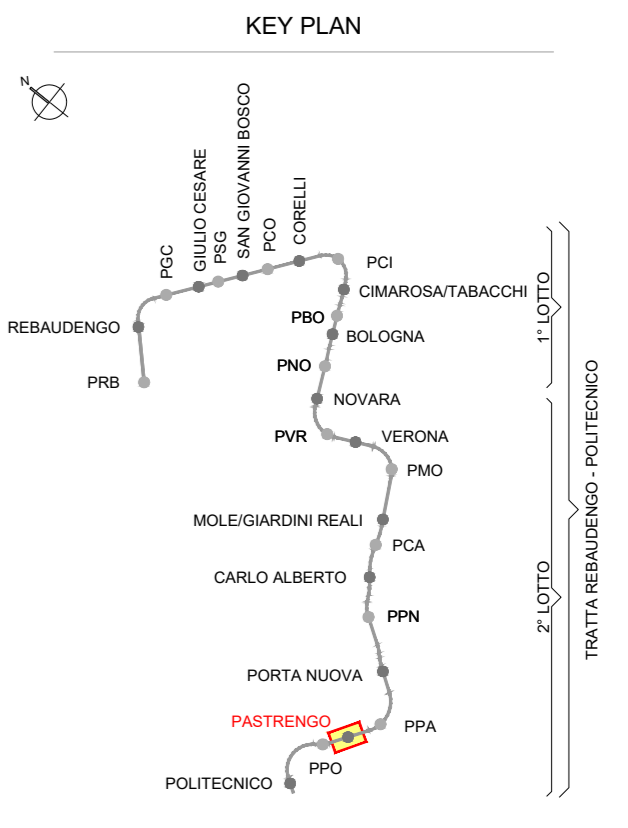 KEY PLAN
N
PGC
GIULIO CESARE
PSG
SAN GIOVANNI BOSCO
PCO
CORELLI
PCI
CIMAROSA/TABACCHI
REBAUDENGO
PBO
BOLOGNA
PRB
PNO
NOVARA
PVR
VERONA
PMO
MOLE/GIARDINI REALI
PCA
CARLO ALBERTO
PPN
PORTA NUOVA
PASTRENGO
PPA
PPO
POLITECNICO
1° LOTTO
2° LOTTO
TRATTA REBAUDENGO - POLITECNICO